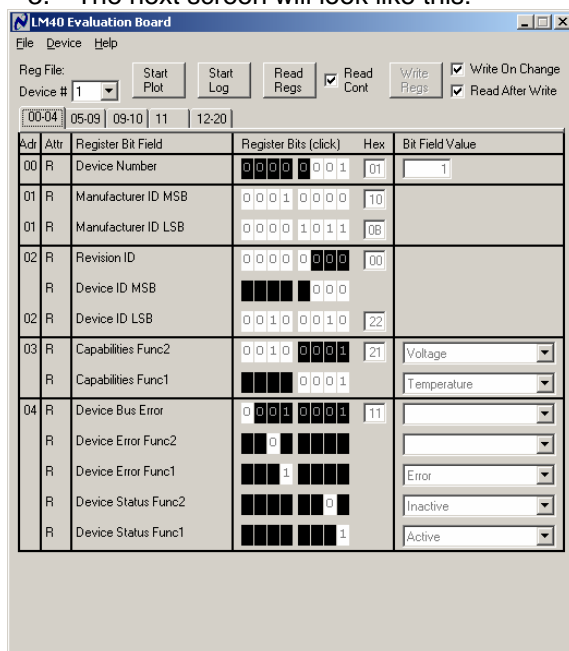 3. The next screen will look like this:
LM40 Evaluation Board
File Device Help
Reg File:
Device # 1
Start Plot
Start Log
Read Regs
Read Cont
Write Regs
Write On Change
Read After Write
00-04 05-09 09-10 11 12-20
Adr Attr Register Bit Field Register Bits (click) Hex Bit Field Value
00 R Device Number 0 0 0 0 0 0 0 1 01 1
01 R Manufacturer ID MSB 0 0 0 1 0 0 0 0 10
01 R Manufacturer ID LSB 0 0 0 0 1 0 1 1 0B
02 R Revision ID 0 0 0 0 0 0 0 0 00
R Device ID MSB 0 0 0
02 R Device ID LSB 0 0 1 0 0 0 1 0 22
03 R Capabilities Func2 0 0 1 0 0 0 0 1 21 Voltage
R Capabilities Func1 0 0 0 1 Temperature
04 R Device Bus Error 0 0 0 1 0 0 0 1 11
R Device Error Func2 0
R Device Error Func1 1 Error
R Device Status Func2 0 Inactive
R Device Status Func1 1 Active